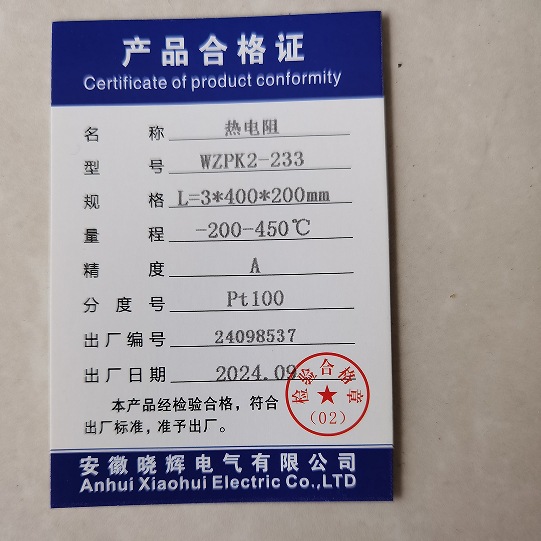 产品合格证
Certificate of product conformity
名称 热电阻
型号 WZPK2-233
规格 L=3*400*200mm
量程 -200-450℃
精度 A
分度号 Pt100
出厂编号 24098537
出厂日期 2024.09
本产品经检验合格，符合
出厂标准，准予出厂。
检验合格章
(02)
安徽晓辉电气有限公司
Anhui Xiaohui Electric Co.,LTD